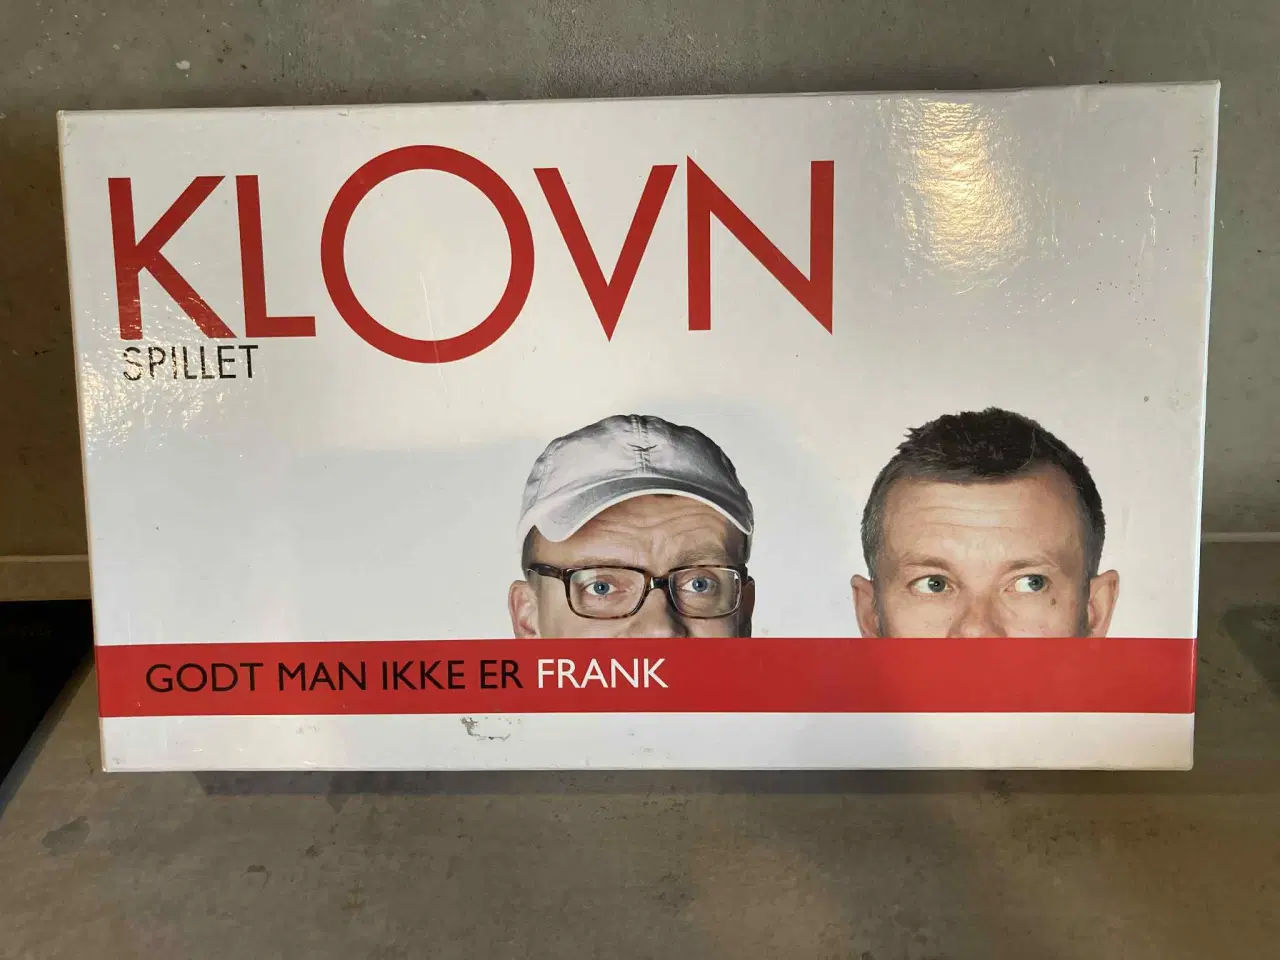 KLOVN
SPILLET
GODT MAN IKKE ER FRANK